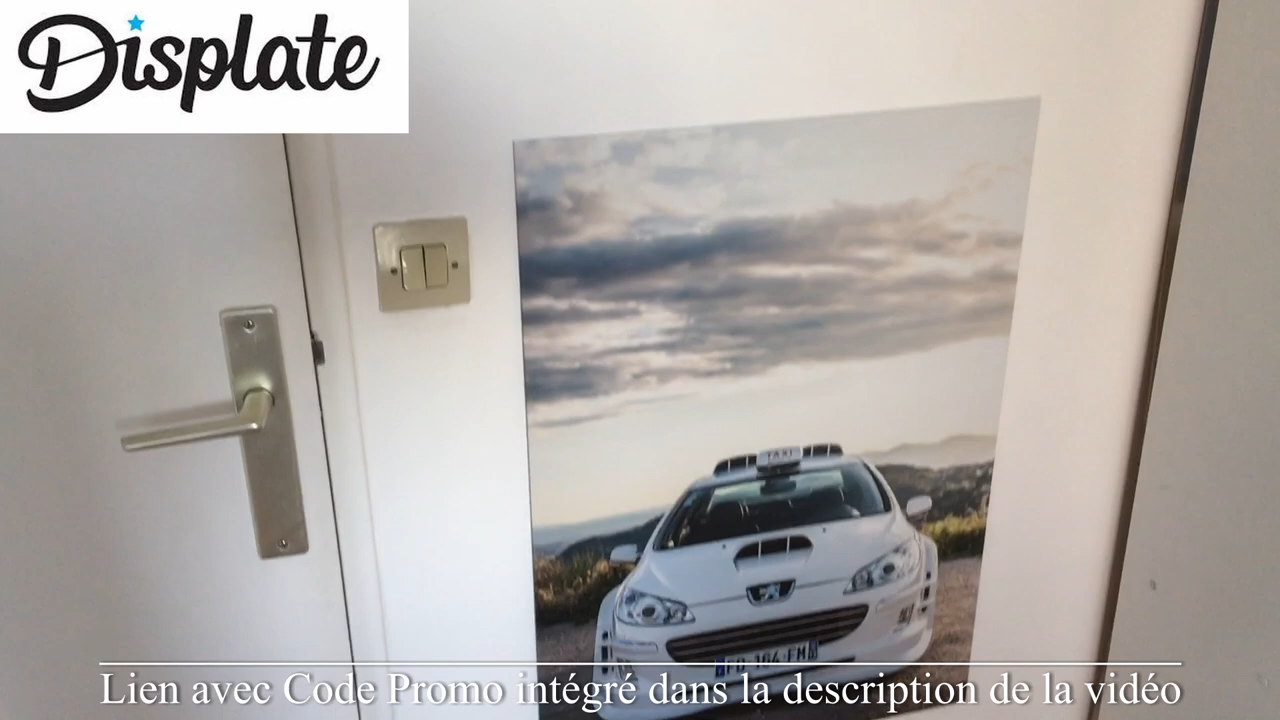 Displate
TAXI
Lien avec Code Promo intégré dans la description de la vidéo